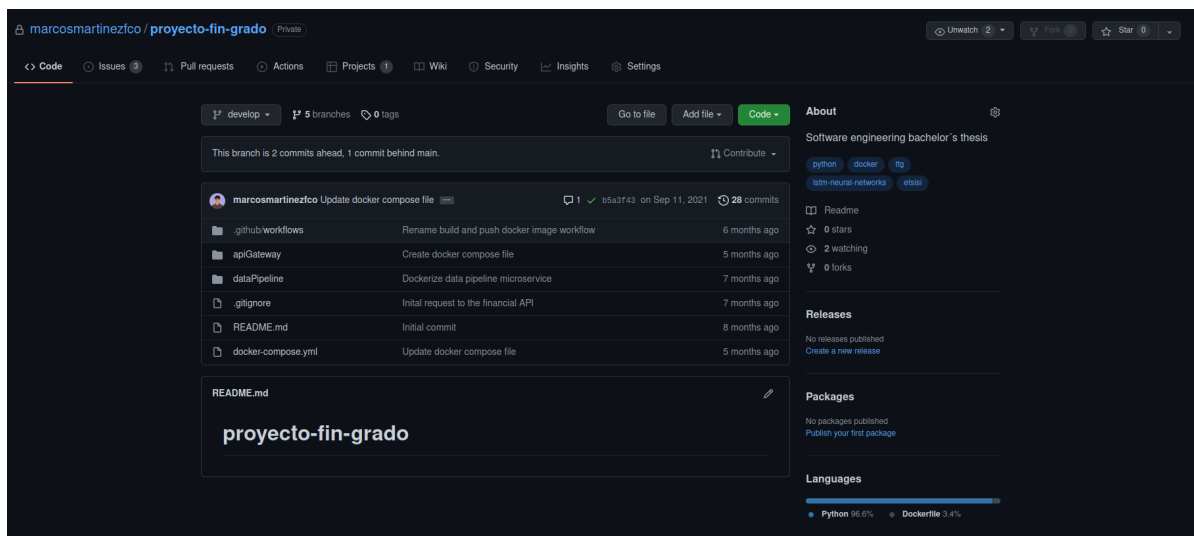 marcosmartinezfco / proyecto-fin-grado Private
Unwatch 2
Fork 0
Star 0
<> Code
Issues 3
Pull requests
Actions
Projects 1
Wiki
Security
Insights
Settings
develop
5 branches
0 tags
Go to file
Add file
Code
This branch is 2 commits ahead, 1 commit behind main.
Contribute
marcosmartinezfco Update docker compose file ...
1 b5a3f43 on Sep 11, 2021 28 commits
.github/workflows Rename build and push docker image workflow 6 months ago
apiGateway Create docker compose file 5 months ago
dataPipeline Dockerize data pipeline microservice 7 months ago
.gitignore Inital request to the financial API 7 months ago
README.md Initial commit 8 months ago
docker-compose.yml Update docker compose file 5 months ago
README.md
proyecto-fin-grado
About
Software engineering bachelor´s thesis
python docker tfg
lstm-neural-networks etsisi
Readme
0 stars
2 watching
0 forks
Releases
No releases published
Create a new release
Packages
No packages published
Publish your first package
Languages
Python 96.6% Dockerfile 3.4%